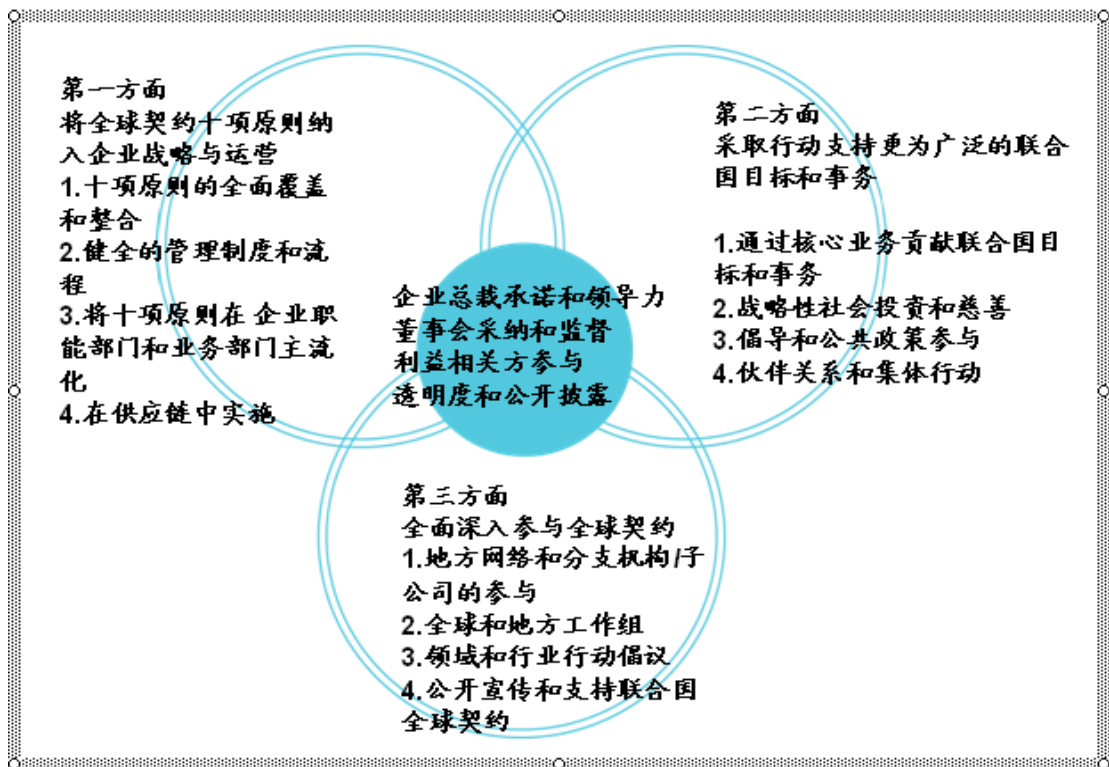 第一方面
将全球契约十项原则纳
入企业战略与运营
1.十项原则的全面覆盖
和整合
2.健全的管理制度和流
程
3.将十项原则在企业职
能部门和业务部门主流
化
4.在供应链中实施
第二方面
采取行动支持更为广泛的联合
国目标和事务
1.通过核心业务贡献联合国目
标和事务
2.战略性社会投资和慈善
3.倡导和公共政策参与
4.伙伴关系和集体行动
企业总裁承诺和领导力
董事会采纳和监督
利益相关方参与
透明度和公开披露
第三方面
全面深入参与全球契约
1.地方网络和分支机构/子
公司的参与
2.全球和地方工作组
3.领域和行业行动倡议
4.公开宣传和支持联合国
全球契约